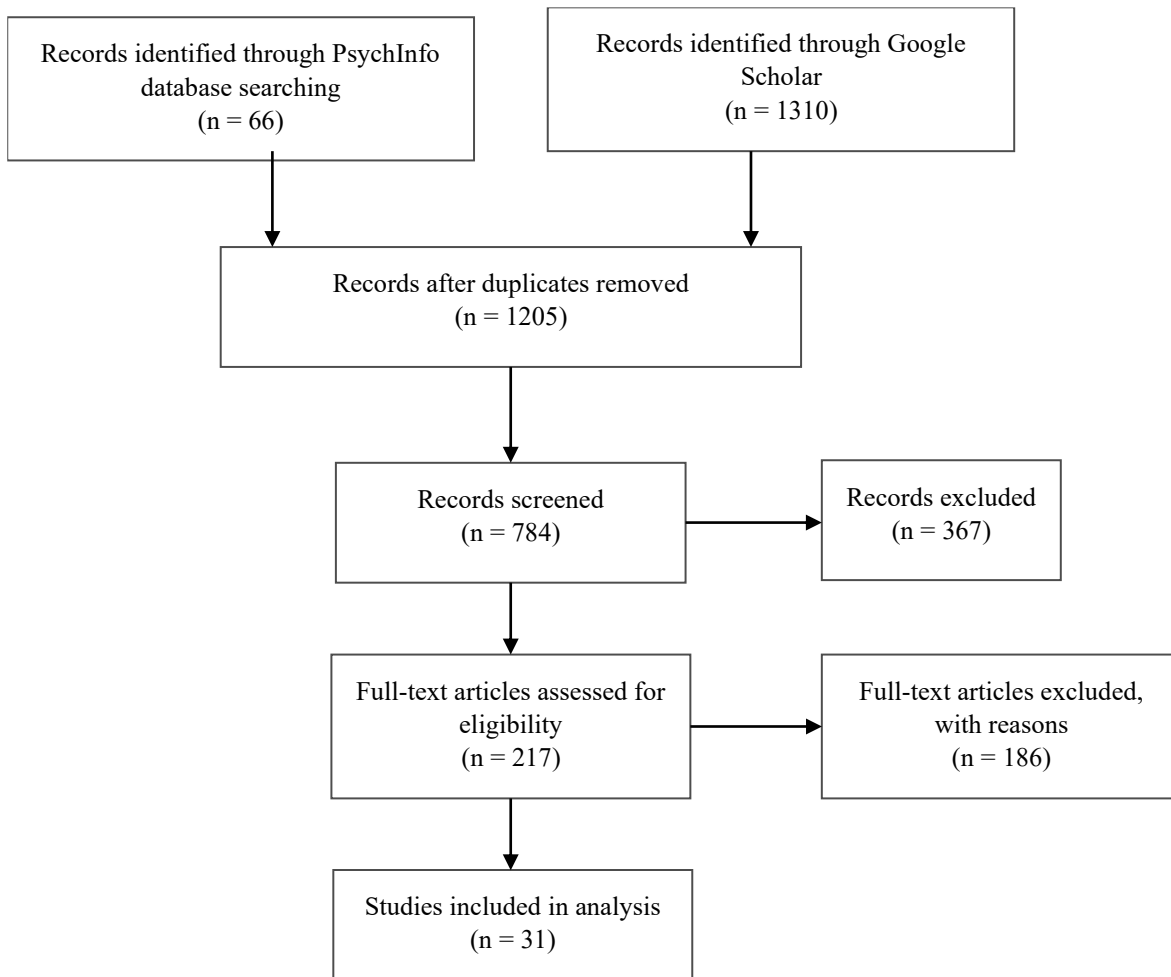 Records identified through PsychInfo
database searching
(n = 66)
Records identified through Google
Scholar
(n = 1310)
Records after duplicates removed
(n = 1205)
Records screened
(n = 784)
Records excluded
(n = 367)
Full-text articles assessed for
eligibility
(n = 217)
Full-text articles excluded,
with reasons
(n = 186)
Studies included in analysis
(n = 31)